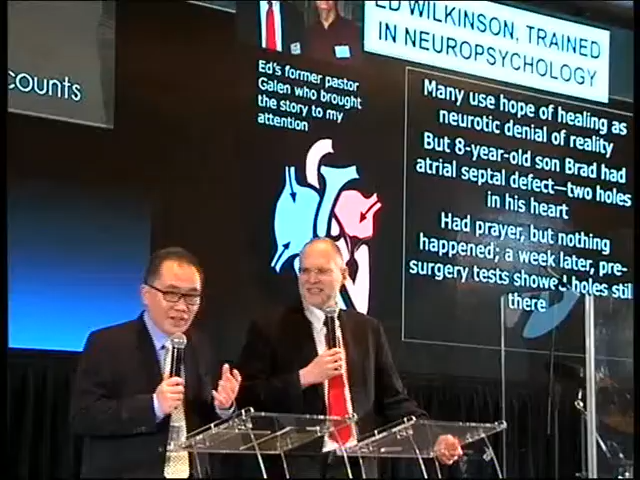 counts
ED WILKINSON, TRAINED
IN NEUROPSYCHOLOGY
Ed's former pastor
Galen who brought
the story to my
attention
Many use hope of healing as
neurotic denial of reality
But 8-year-old son Brad had
atrial septal defect—two holes
in his heart
Had prayer, but nothing
happened; a week later, pre-
surgery tests showed holes still
there